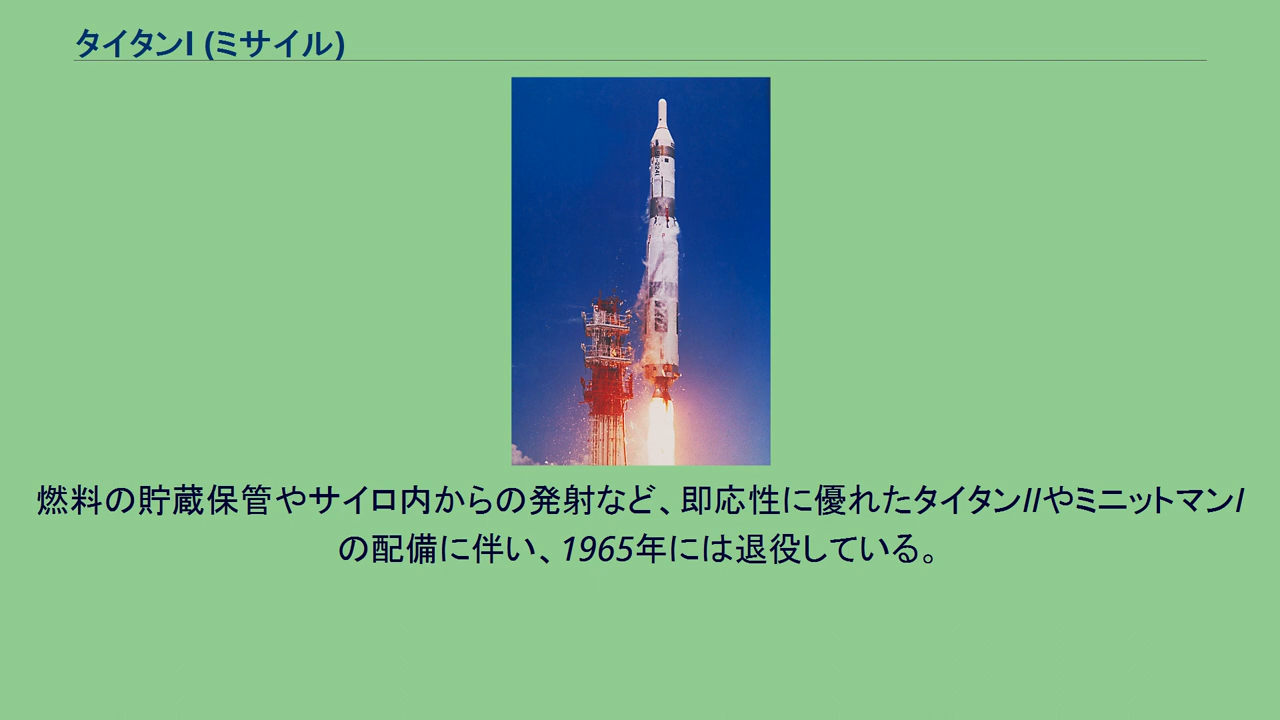 タイタンI (ミサイル)
燃料の貯蔵保管やサイロ内からの発射など、即応性に優れたタイタンIIやミニットマンI
の配備に伴い、1965年には退役している。